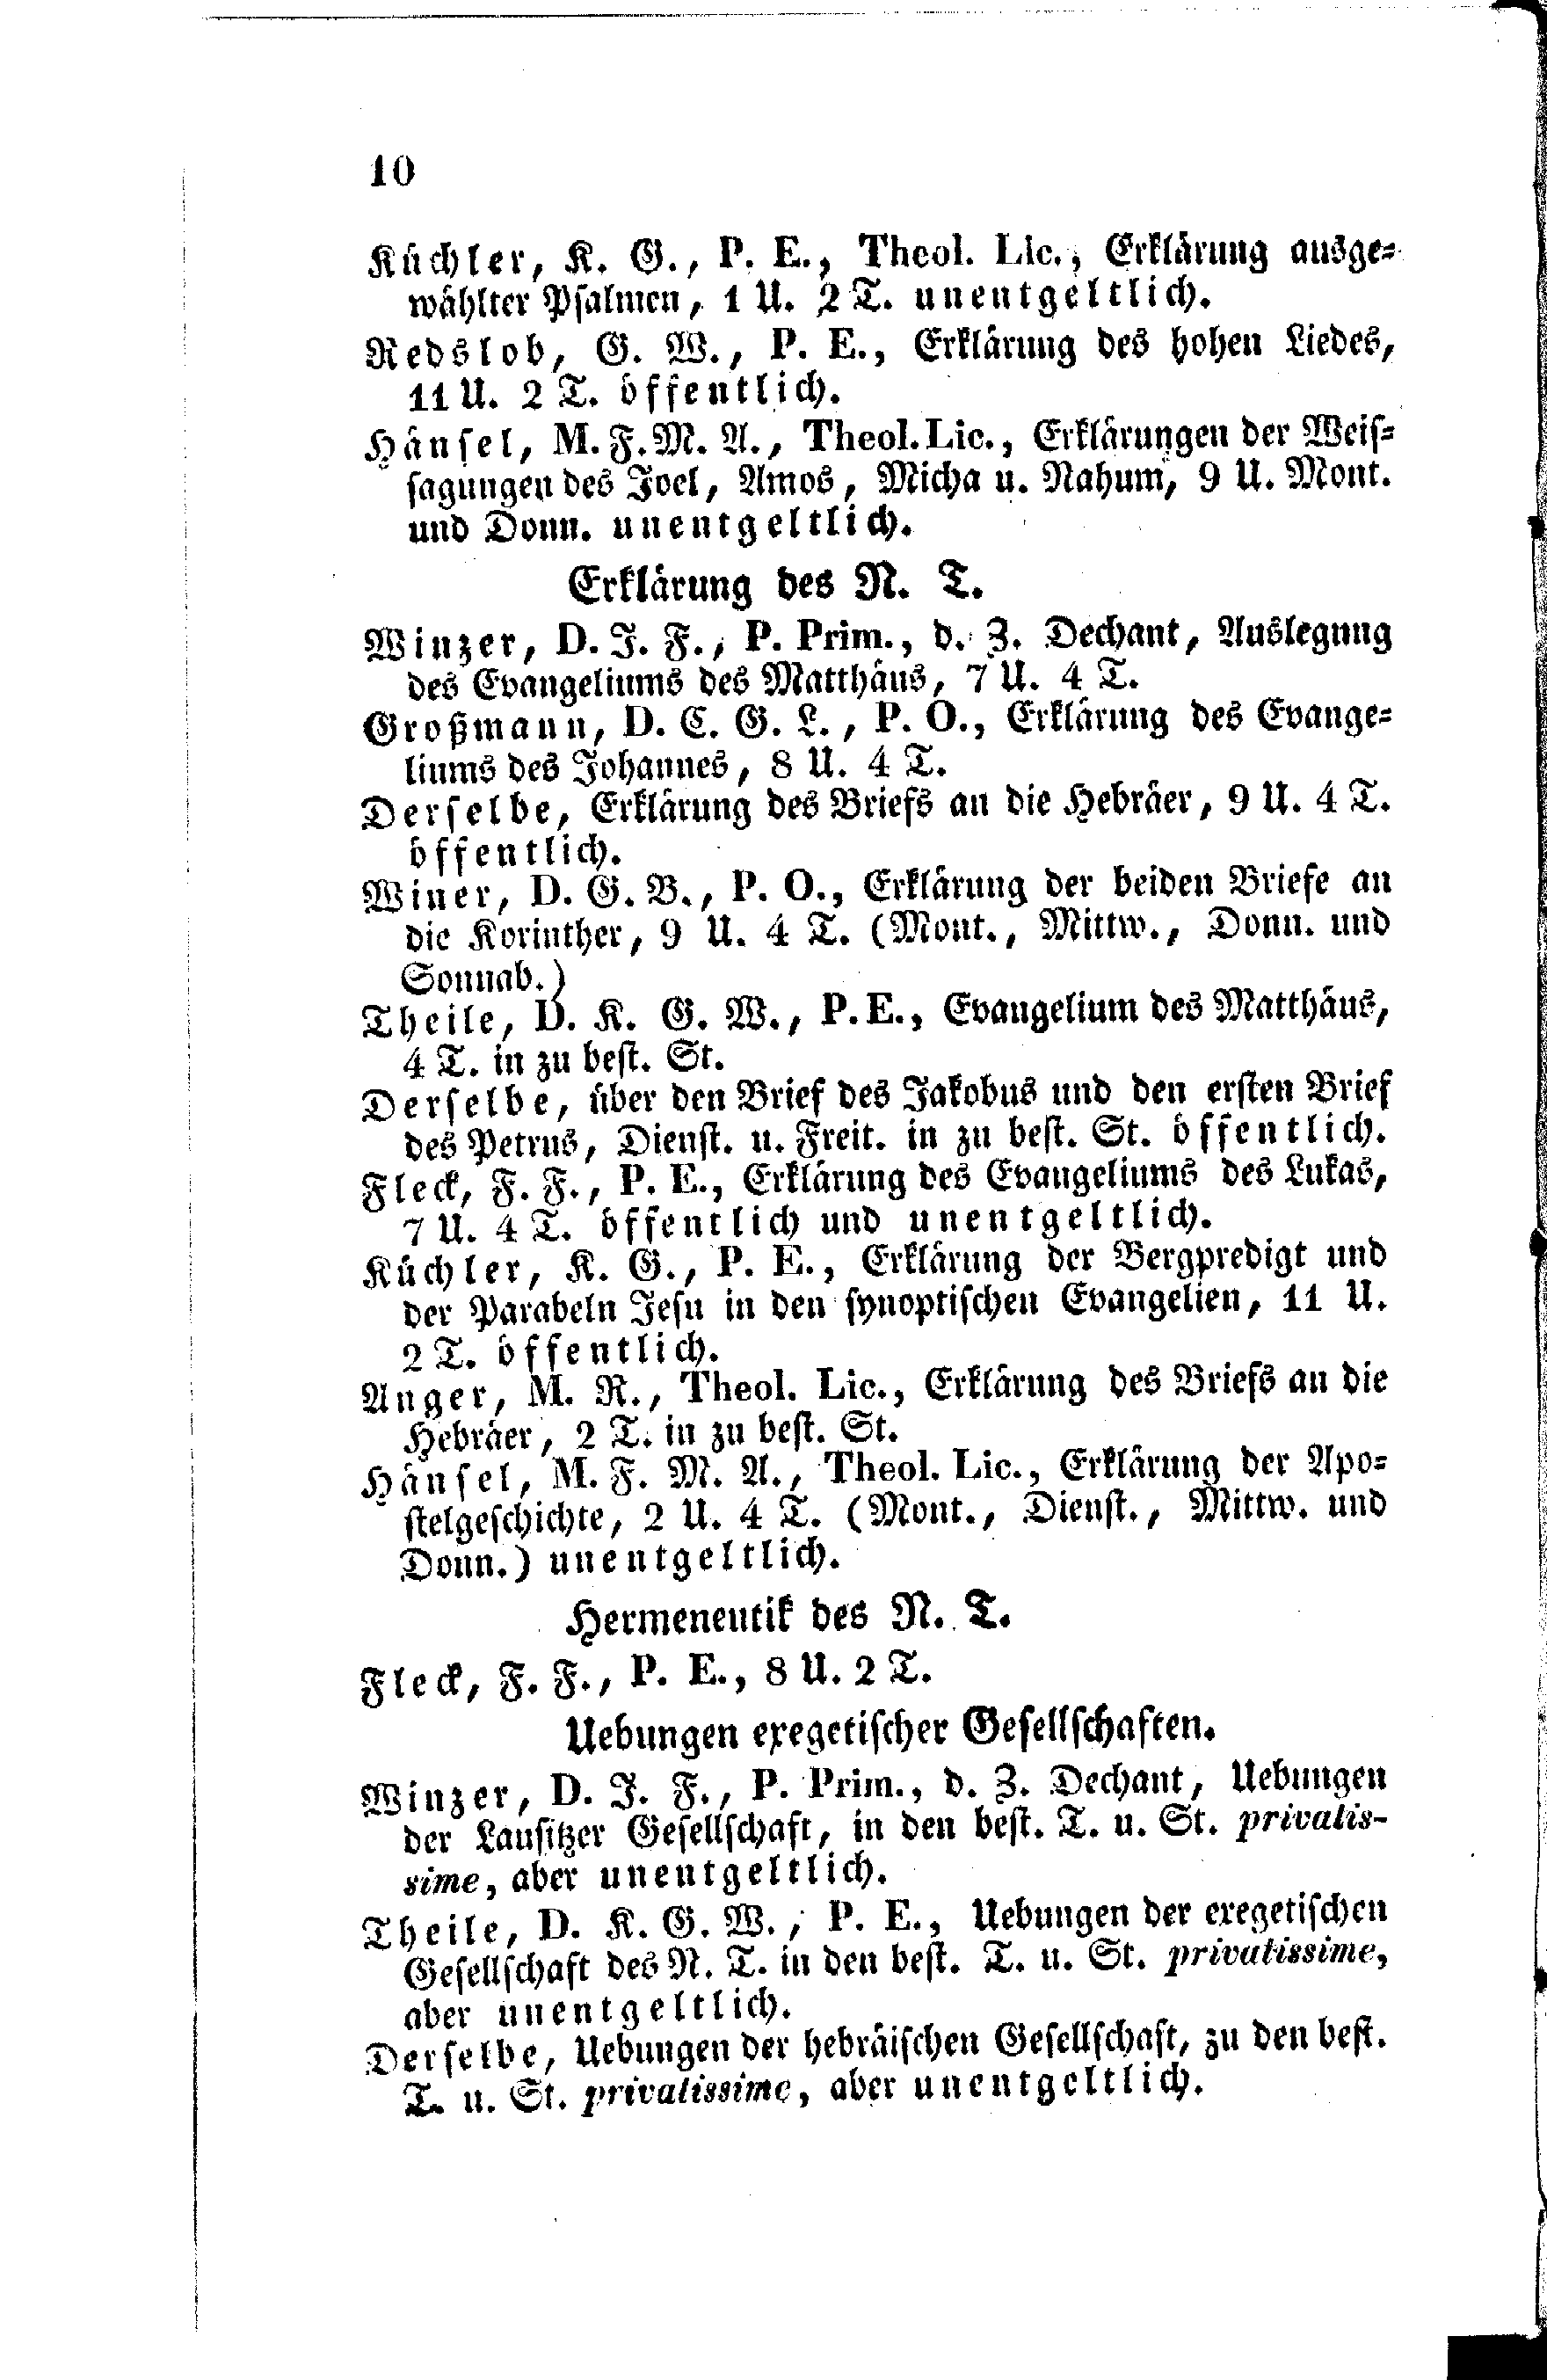 10
Küchler, K. G., P. E., Theol. Lic., Erklärung ausge-
wählter Psalmen, 1 U. 2 T. unentgeltlich.
Redslob, G. W., P. E., Erklärung des hohen Liedes,
11 U. 2 T. öffentlich.
Hänsel, M. F. M. A., Theol. Lic., Erklärungen der Weis-
sagungen des Joel, Amos, Micha u. Nahum, 9 U. Mont.
und Donn. unentgeltlich.
Erklärung des N. T.
Winzer, D. J. F., P. Prim., d. Z. Dechant, Auslegung
des Evangeliums des Matthäus, 7 U. 4 T.
Großmann, D. C. G. L., P. O., Erklärung des Evange-
liums des Johannes, 8 U. 4 T.
Derselbe, Erklärung des Briefs an die Hebräer, 9 U. 4 T.
öffentlich.
Winer, D. G. B., P. O., Erklärung der beiden Briefe an
die Korinther, 9 U. 4 T. (Mont., Mittw., Donn. und
Sonnab.)
Theile, D. K. G. W., P. E., Evangelium des Matthäus,
4 T. in zu best. St.
Derselbe, über den Brief des Jakobus und den ersten Brief
des Petrus, Dienst. u. Freit. in zu best. St. öffentlich.
Fleck, F. F., P. E., Erklärung des Evangeliums des Lukas,
7 U. 4 T. öffentlich und unentgeltlich.
Küchler, K. G., P. E., Erklärung der Bergpredigt und
der Parabeln Jesu in den synoptischen Evangelien, 11 U.
2 T. öffentlich.
Anger, M. R., Theol. Lic., Erklärung des Briefs an die
Hebräer, 2 T. in zu best. St.
Hänsel, M. F. M. A., Theol. Lic., Erklärung der Apo-
stelgeschichte, 2 U. 4 T. (Mont., Dienst., Mittw. und
Donn.) unentgeltlich.
Hermeneutik des N. T.
Fleck, F. F., P. E., 8 U. 2 T.
Uebungen exegetischer Gesellschaften.
Winzer, D. J. F., P. Prim., d. Z. Dechant, Uebungen
der Lausitzer Gesellschaft, in den best. T. u. St. privatis-
sime, aber unentgeltlich.
Theile, D. K. G. W., P. E., Uebungen der exegetischen
Gesellschaft des N. T. in den best. T. u. St. privatissime,
aber unentgeltlich.
Derselbe, Uebungen der hebräischen Gesellschaft, zu den best.
T. u. St. privatissime, aber unentgeltlich.